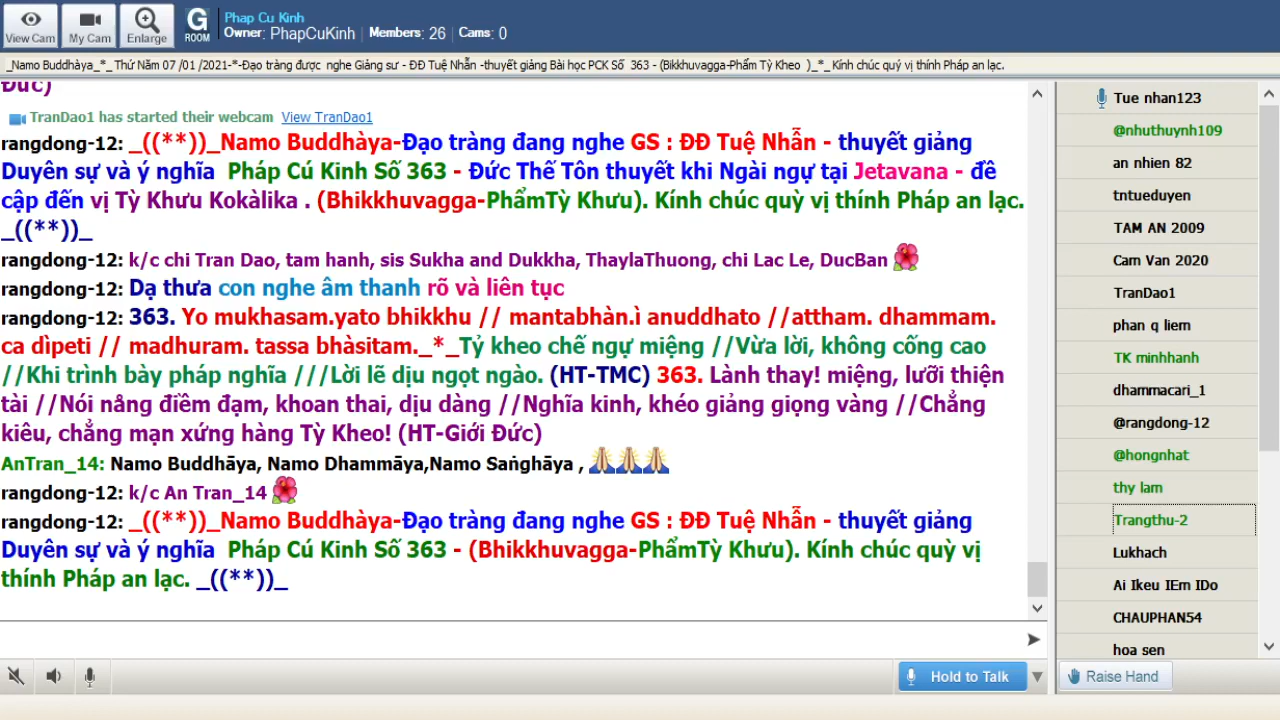 View Cam
My Cam
Enlarge
G
ROOM
Phap Cu Kinh
Owner: PhapCuKinh | Members: 26 | Cams: 0
_Namo Buddhàya_*_ Thứ Năm 07 /01 /2021-*-Đạo tràng được nghe Giảng sư - ĐĐ Tuệ Nhẫn -thuyết giảng Bài học PCK Số 363 - (Bikkhuvagga-Phẩm Tỳ Kheo )_*_ Kính chúc quý vị thính Pháp an lạc.
Đức)
TranDao1 has started their webcam View TranDao1
rangdong-12: _((**))_Namo Buddhàya-Đạo tràng đang nghe GS : ĐĐ Tuệ Nhẫn - thuyết giảng
Duyên sự và ý nghĩa Pháp Cú Kinh Số 363 - Đức Thế Tôn thuyết khi Ngài ngự tại Jetavana - đề
cập đến vị Tỳ Khưu Kokàlika . (Bhikkhuvagga-PhẩmTỳ Khưu). Kính chúc quỳ vị thính Pháp an lạc.
_((**))_
rangdong-12: k/c chi Tran Dao, tam hanh, sis Sukha and Dukkha, ThaylaThuong, chi Lac Le, DucBan
rangdong-12: Dạ thưa con nghe âm thanh rõ và liên tục
rangdong-12: 363. Yo mukhasam.yato bhikkhu // mantabhàn.ì anuddhato //attham. dhammam.
ca dìpeti // madhuram. tassa bhàsitam._*_Tỷ kheo chế ngự miệng //Vừa lời, không cống cao
//Khi trình bày pháp nghĩa ///Lời lẽ dịu ngọt ngào. (HT-TMC) 363. Lành thay! miệng, lưỡi thiện
tài //Nói năng điềm đạm, khoan thai, dịu dàng //Nghĩa kinh, khéo giảng giọng vàng //Chẳng
kiêu, chẳng mạn xứng hàng Tỳ Kheo! (HT-Giới Đức)
AnTran_14: Namo Buddhāya, Namo Dhammāya,Namo Saṅghāya ,
rangdong-12: k/c An Tran_14
rangdong-12: _((**))_Namo Buddhàya-Đạo tràng đang nghe GS : ĐĐ Tuệ Nhẫn - thuyết giảng
Duyên sự và ý nghĩa Pháp Cú Kinh Số 363 - (Bhikkhuvagga-PhẩmTỳ Khưu). Kính chúc quỳ vị
thính Pháp an lạc. _((**))_
Hold to Talk
Tue nhan123
@nhuthuynh109
an nhien 82
tntueduyen
TAM AN 2009
Cam Van 2020
TranDao1
phan q liem
TK minhhanh
dhammacari_1
@rangdong-12
@hongnhat
thy lam
Trangthu-2
Lukhach
Ai Ikeu IEm IDo
CHAUPHAN54
hoa sen
Raise Hand